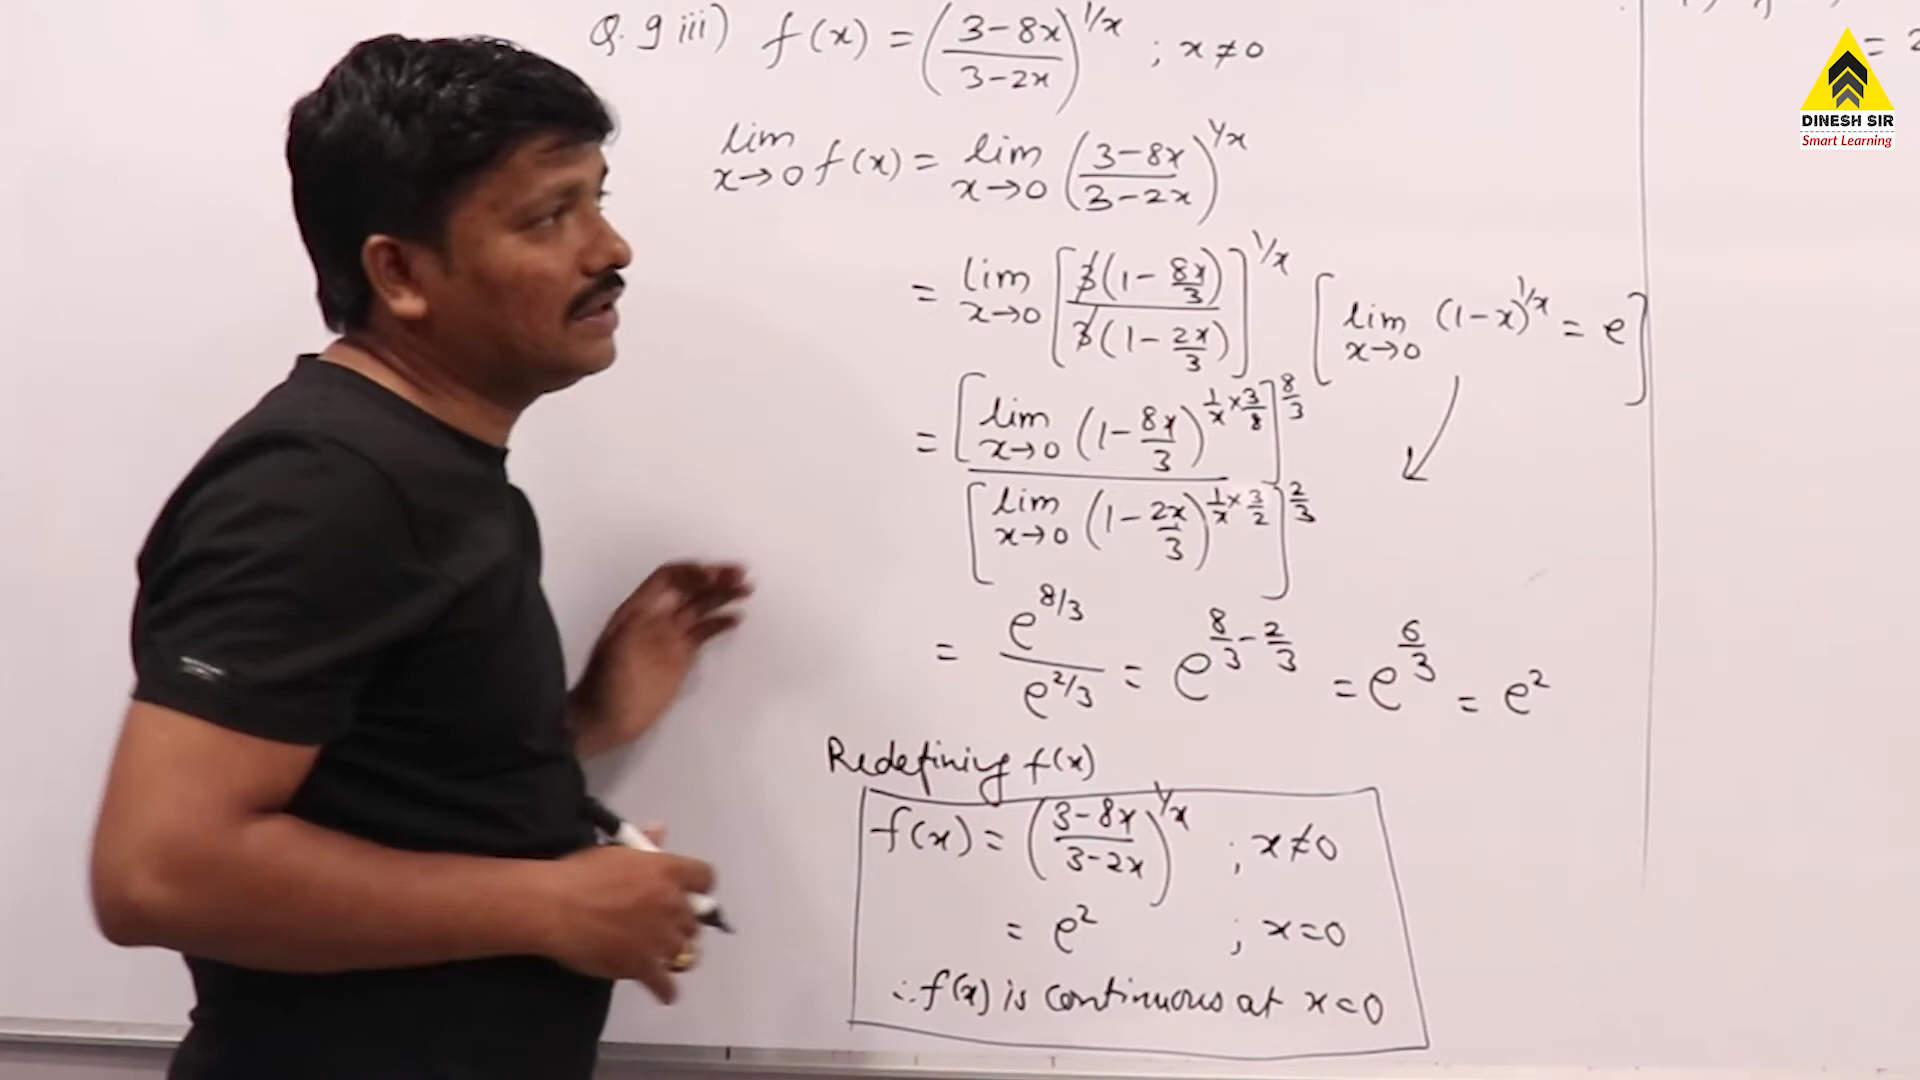 Q. 9 iii) f(x) = ((3-8x)/(3-2x))^1/x ; x≠0
lim x→0 f(x) = lim x→0 ((3-8x)/(3-2x))^1/x
= lim x→0 [3(1-8x/3)/3(1-2x/3)]^1/x [lim x→0 (1-x)^1/x = e]
= [lim x→0 (1-8x/3)^1/x×3/8]^8/3 / [lim x→0 (1-2x/3)^1/x×3/2]^2/3
= e^8/3 / e^2/3 = e^8/3-2/3 = e^6/3 = e^2
Redefining f(x)
f(x) = ((3-8x)/(3-2x))^1/x ; x≠0
= e^2 ; x=0
∴ f(x) is continuous at x=0
= 2
DINESH SIR
Smart Learning